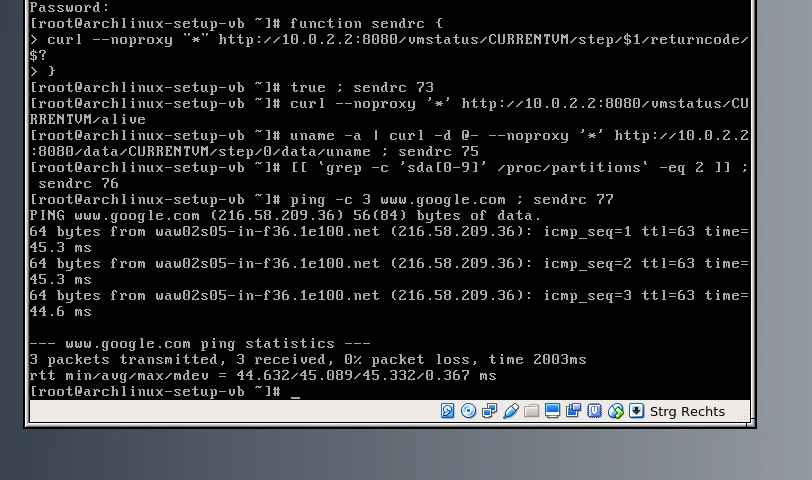 Password:
[root@archlinux-setup-vb ~]# function sendrc {
> curl --noproxy "*" http://10.0.2.2:8080/vmstatus/CURRENTVM/step/$1/returncode/
$?
> }
[root@archlinux-setup-vb ~]# true ; sendrc 73
[root@archlinux-setup-vb ~]# curl --noproxy '*' http://10.0.2.2:8080/vmstatus/CU
RRENTVM/alive
[root@archlinux-setup-vb ~]# uname -a | curl -d @- --noproxy '*' http://10.0.2.2
:8080/data/CURRENTVM/step/0/data/uname ; sendrc 75
[root@archlinux-setup-vb ~]# [[ `grep -c 'sda[0-9]' /proc/partitions` -eq 2 ]] ;
 sendrc 76
[root@archlinux-setup-vb ~]# ping -c 3 www.google.com ; sendrc 77
PING www.google.com (216.58.209.36) 56(84) bytes of data.
64 bytes from waw02s05-in-f36.1e100.net (216.58.209.36): icmp_seq=1 ttl=63 time=
45.3 ms
64 bytes from waw02s05-in-f36.1e100.net (216.58.209.36): icmp_seq=2 ttl=63 time=
45.3 ms
64 bytes from waw02s05-in-f36.1e100.net (216.58.209.36): icmp_seq=3 ttl=63 time=
44.6 ms

--- www.google.com ping statistics ---
3 packets transmitted, 3 received, 0% packet loss, time 2003ms
rtt min/avg/max/mdev = 44.632/45.089/45.332/0.367 ms
[root@archlinux-setup-vb ~]# _
Strg Rechts